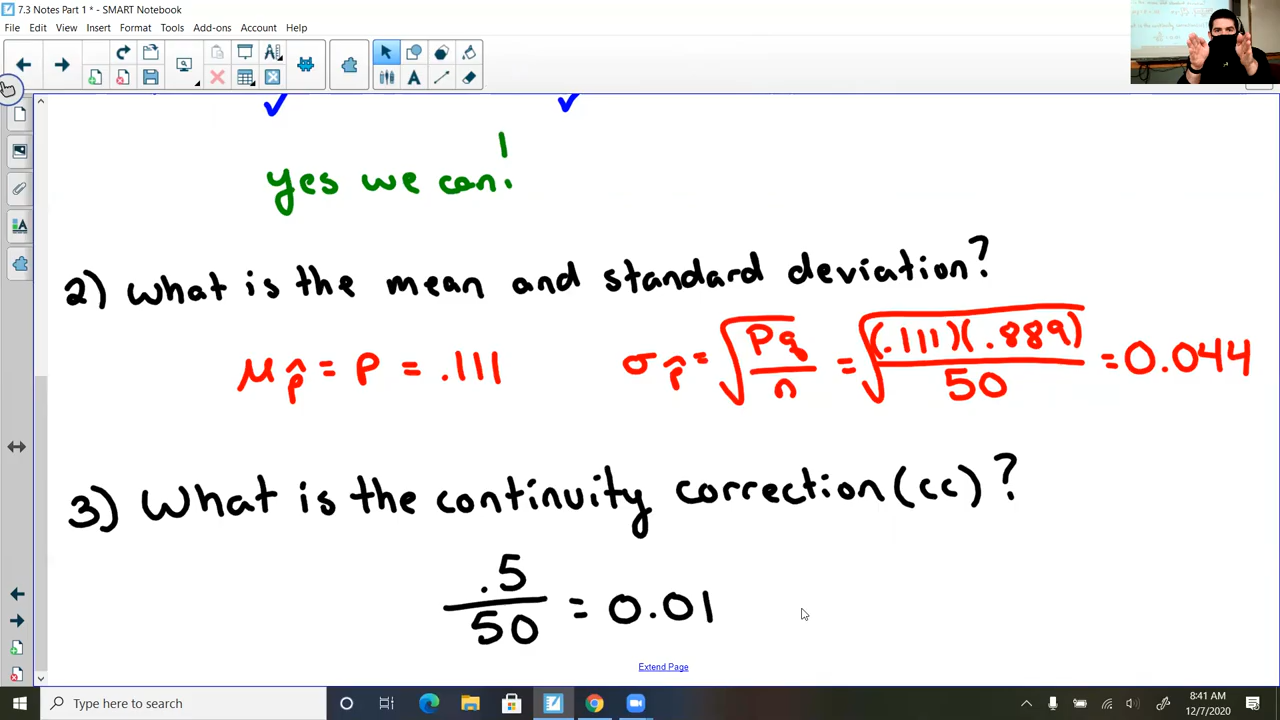 7.3 Notes Part 1 * - SMART Notebook
File Edit View Insert Format Tools Add-ons Account Help
yes we can!
2) What is the mean and standard deviation?
μp̂ = P = .111
σp̂ = √Pq/n = √(.111)(.889)/50 = 0.044
3) What is the continuity correction (cc)?
.5/50 = 0.01
Extend Page
Type here to search
8:41 AM
12/7/2020